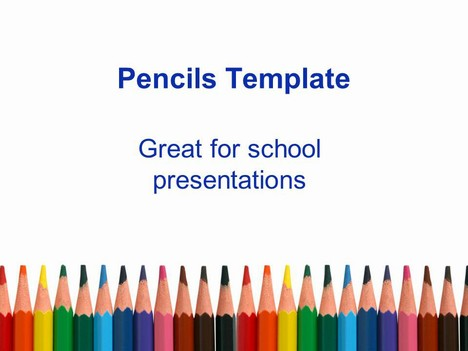 Pencils Template
Great for school
presentations